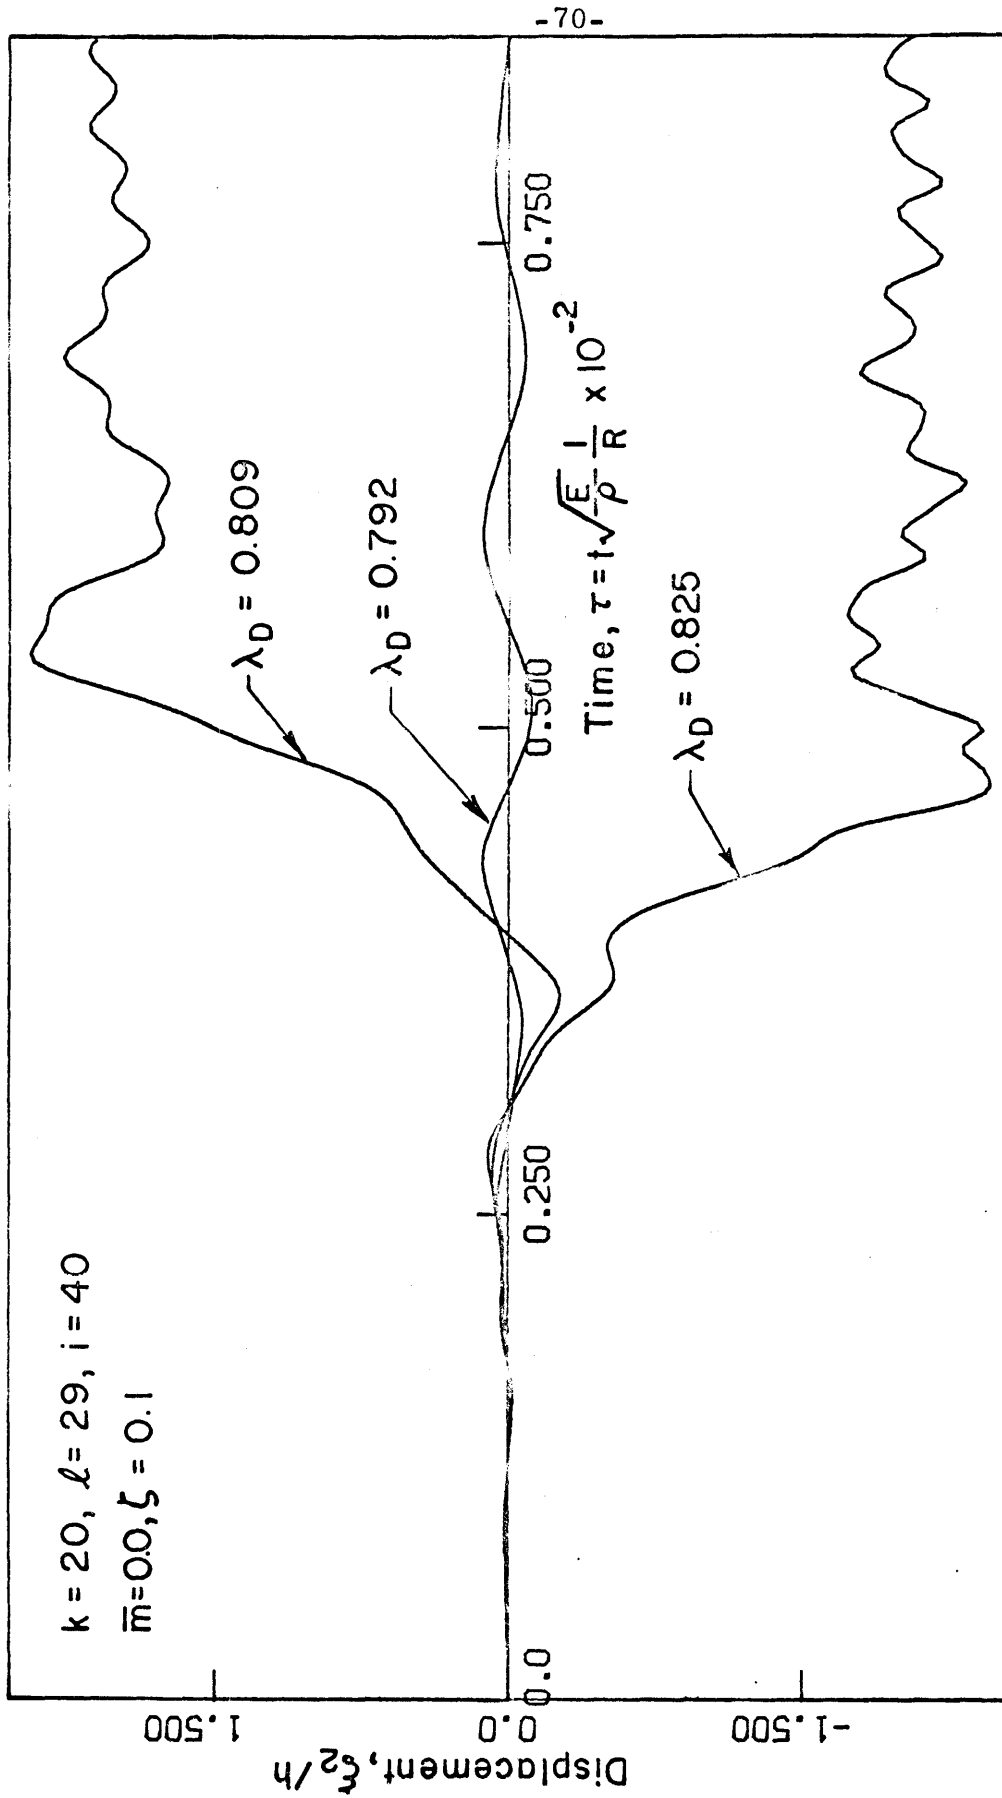 -70-
k = 20, ℓ = 29, i = 40
m̅=0.0, ζ = 0.1
λD = 0.809
λD = 0.792
λD = 0.825
Displacement, ξ2/h
1.500
0.0
-1.500
0.0
0.250
0.500
0.750
Time, τ = t√E/ρ 1/R x 10-2